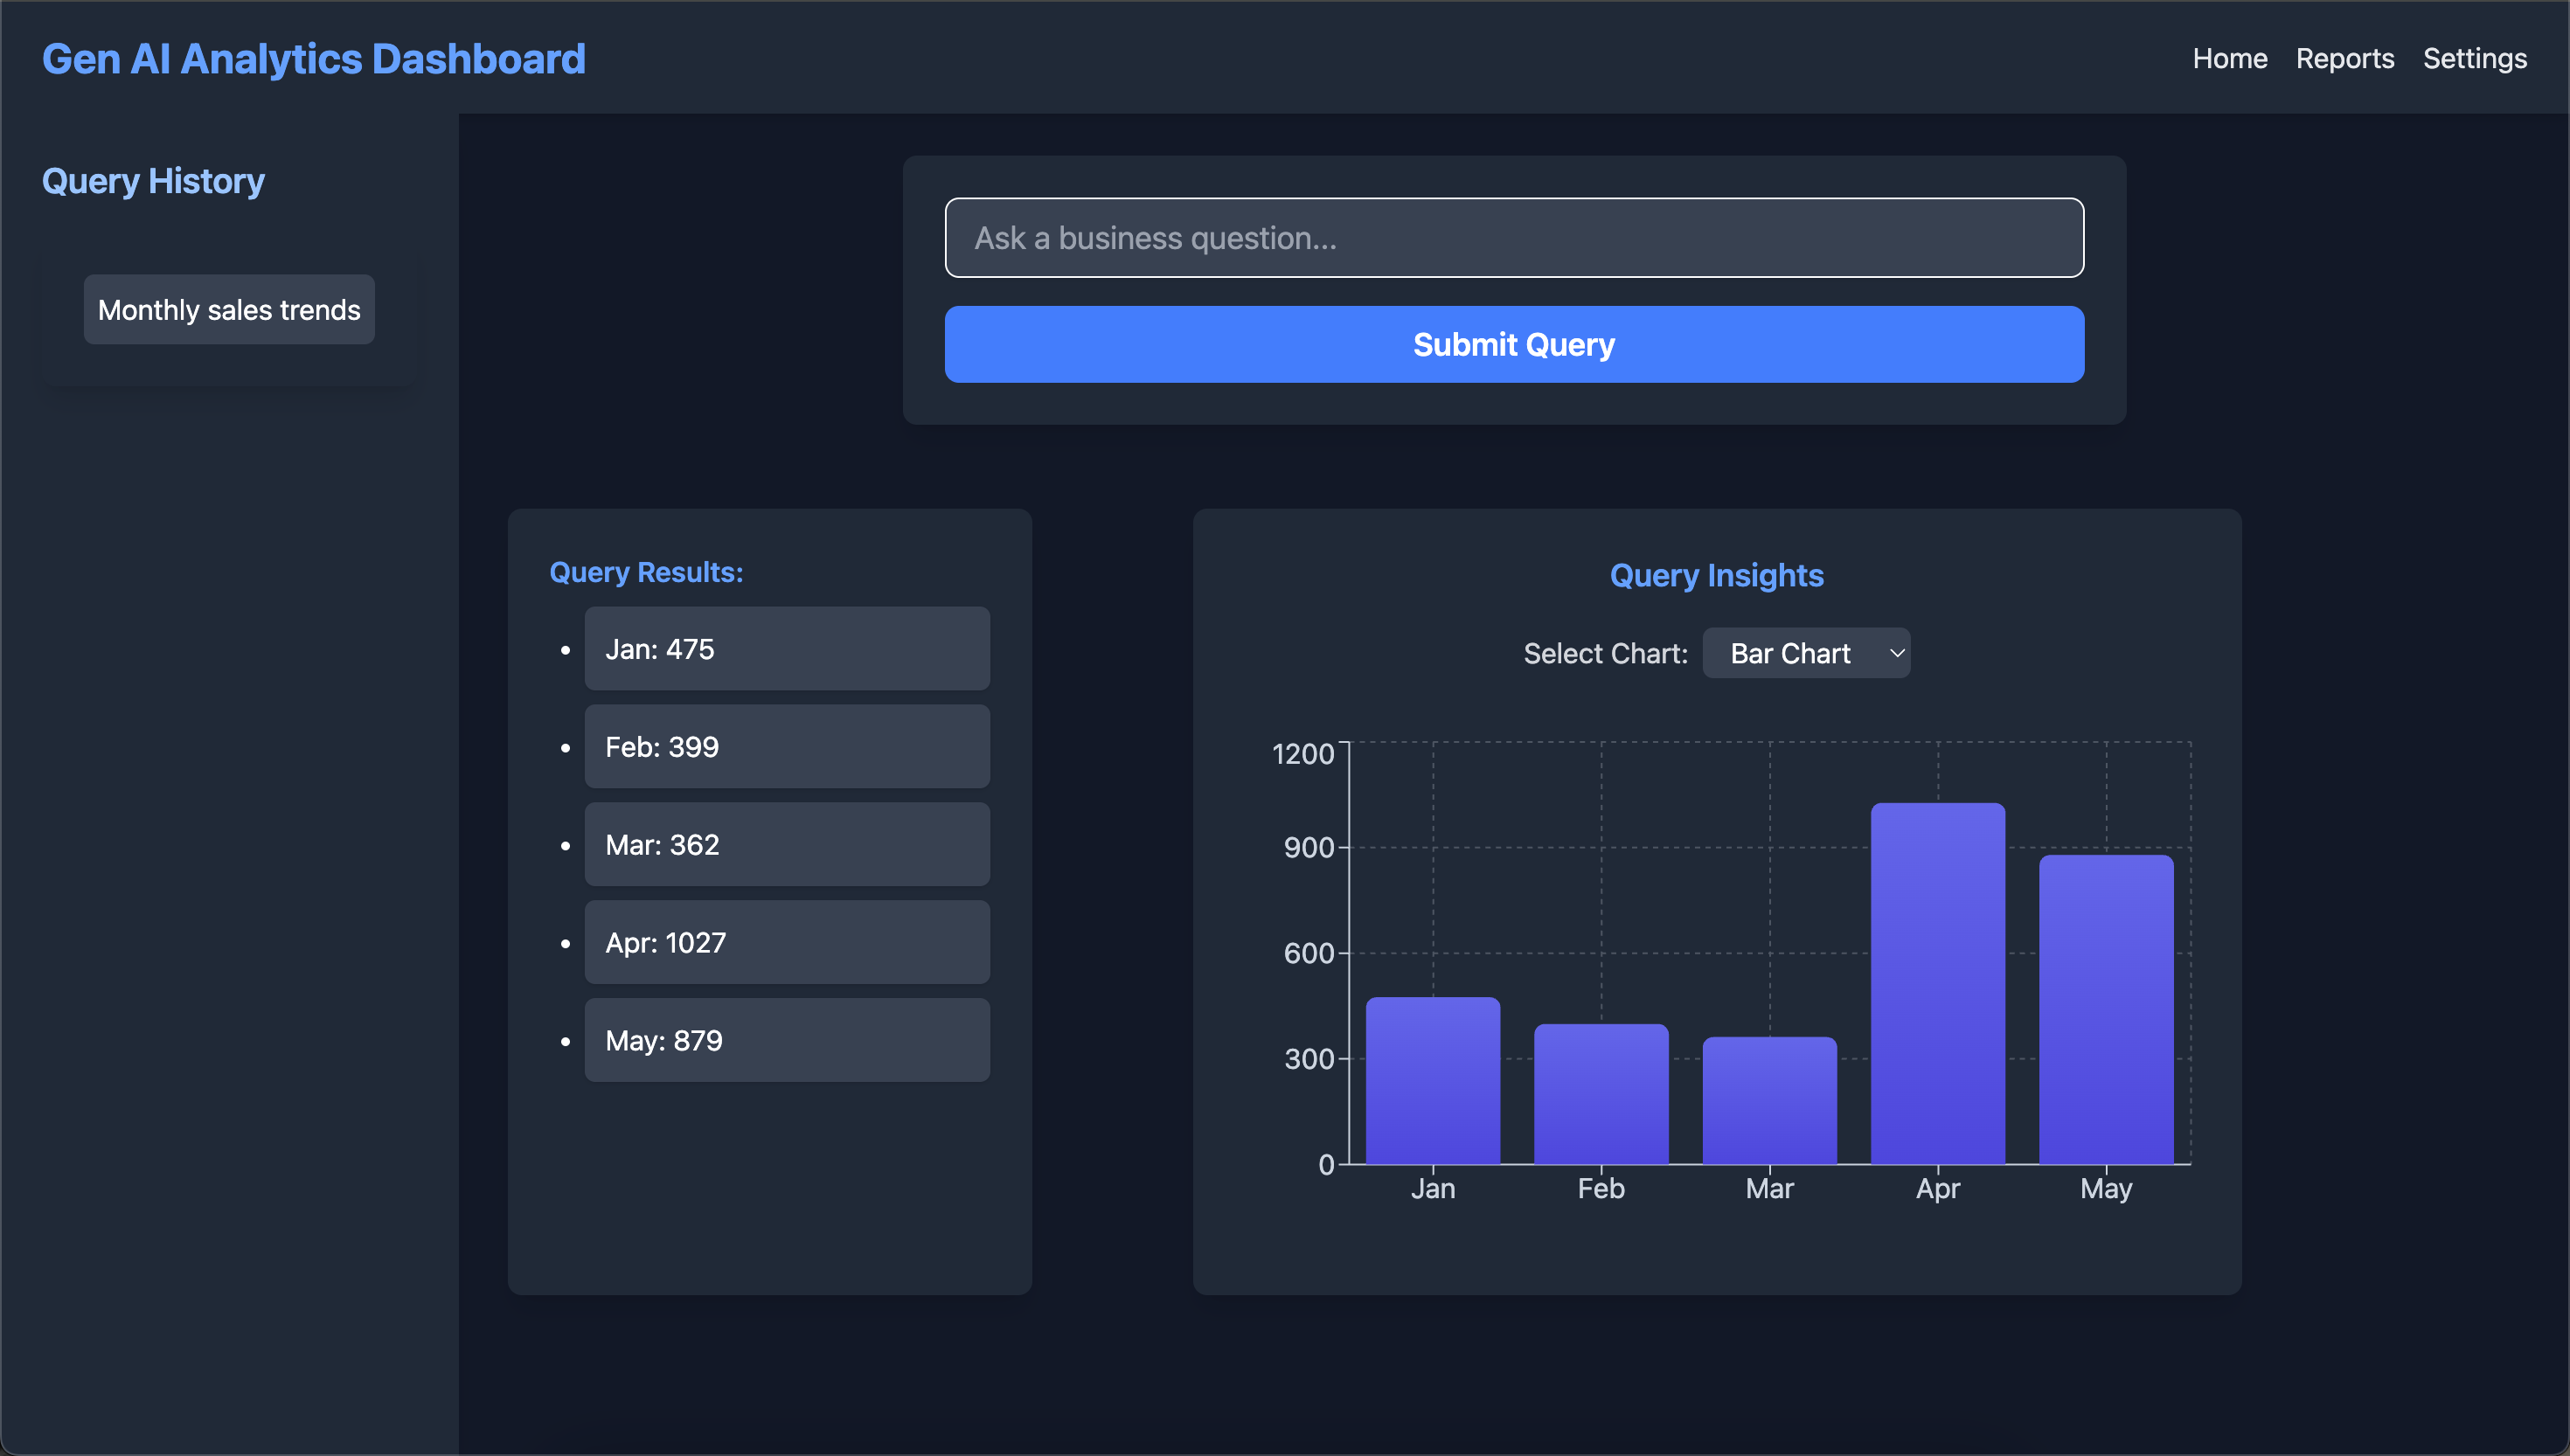 Gen AI Analytics Dashboard
Home Reports Settings
Query History
Monthly sales trends
Ask a business question...
Submit Query
Query Results:
Jan: 475
Feb: 399
Mar: 362
Apr: 1027
May: 879
Query Insights
Select Chart: Bar Chart
1200
900
600
300
0
Jan Feb Mar Apr May